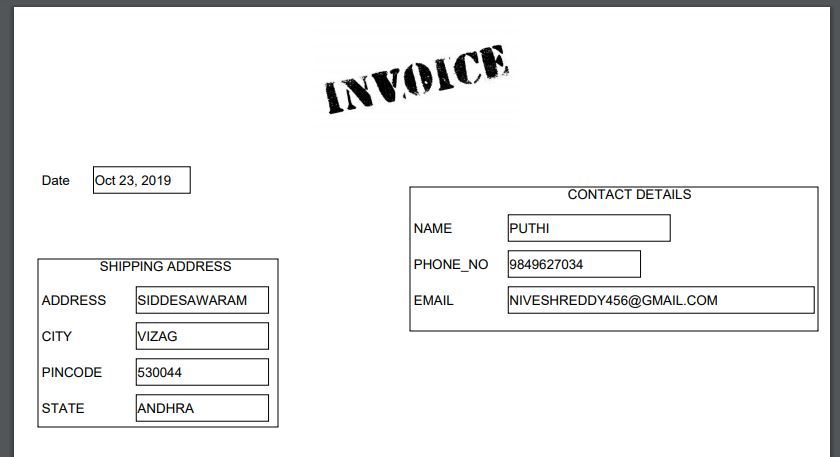 INVOICE
Date Oct 23, 2019
CONTACT DETAILS
NAME PUTHI
PHONE_NO 9849627034
EMAIL NIVESHREDDY456@GMAIL.COM
SHIPPING ADDRESS
ADDRESS SIDDESAWARAM
CITY VIZAG
PINCODE 530044
STATE ANDHRA